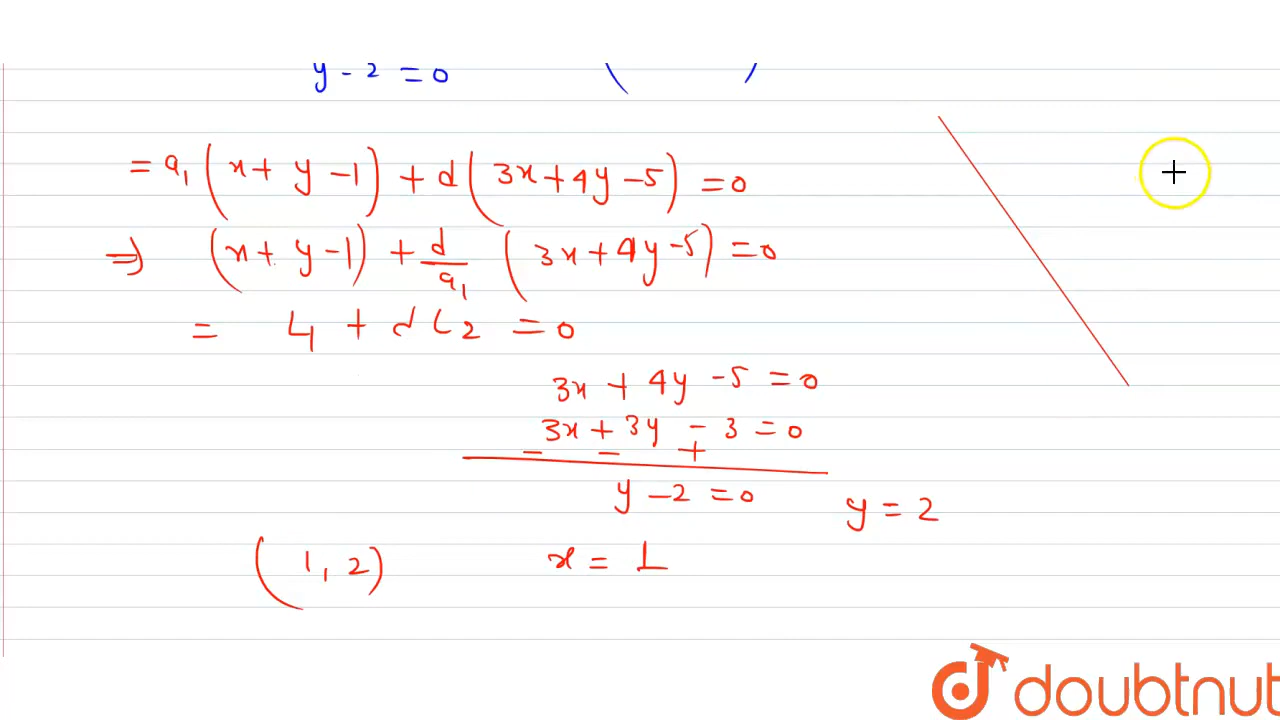 y - 2 = 0
= a₁(x + y - 1) + d(3x + 4y - 5) = 0
⇒ (x + y - 1) + d/a₁ (3x + 4y - 5) = 0
= L₁ + d L₂ = 0
3x + 4y - 5 = 0
3x + 3y - 3 = 0
- - +
y - 2 = 0 y = 2
(1, 2) x = 1
doubtnut